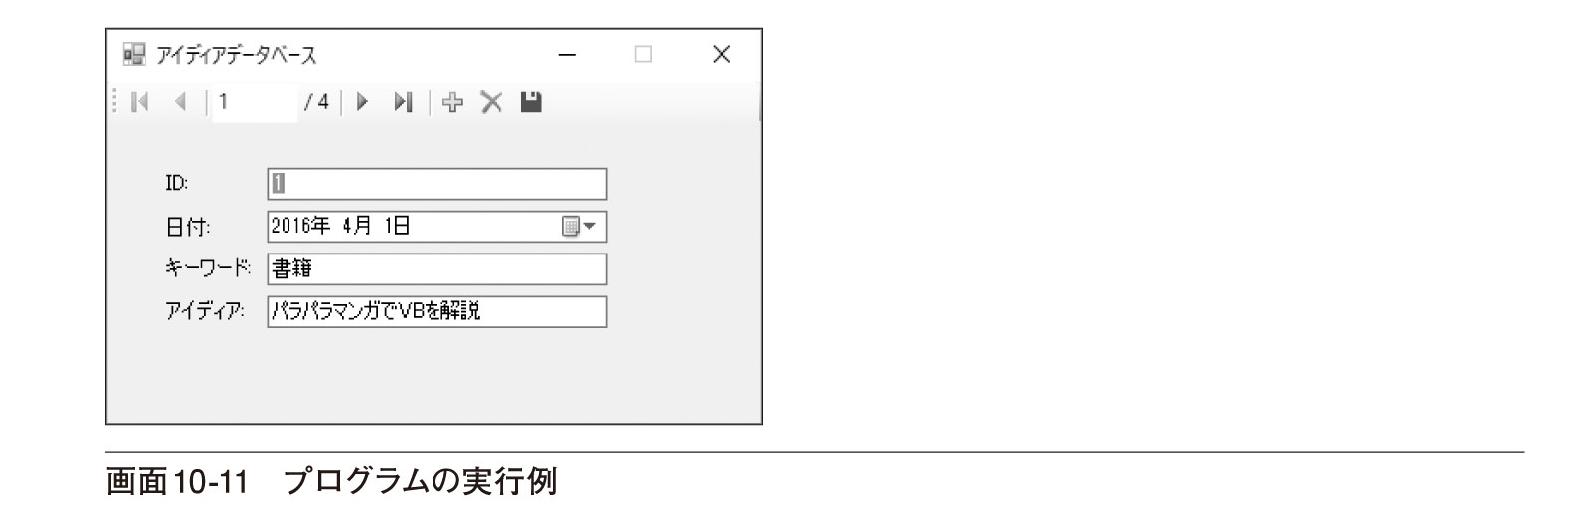 アイディアデータベース
1 / 4
ID: 1
日付: 2016年 4月 1日
キーワード: 書籍
アイディア: パラパラマンガでVBを解説
画面10-11 プログラムの実行例